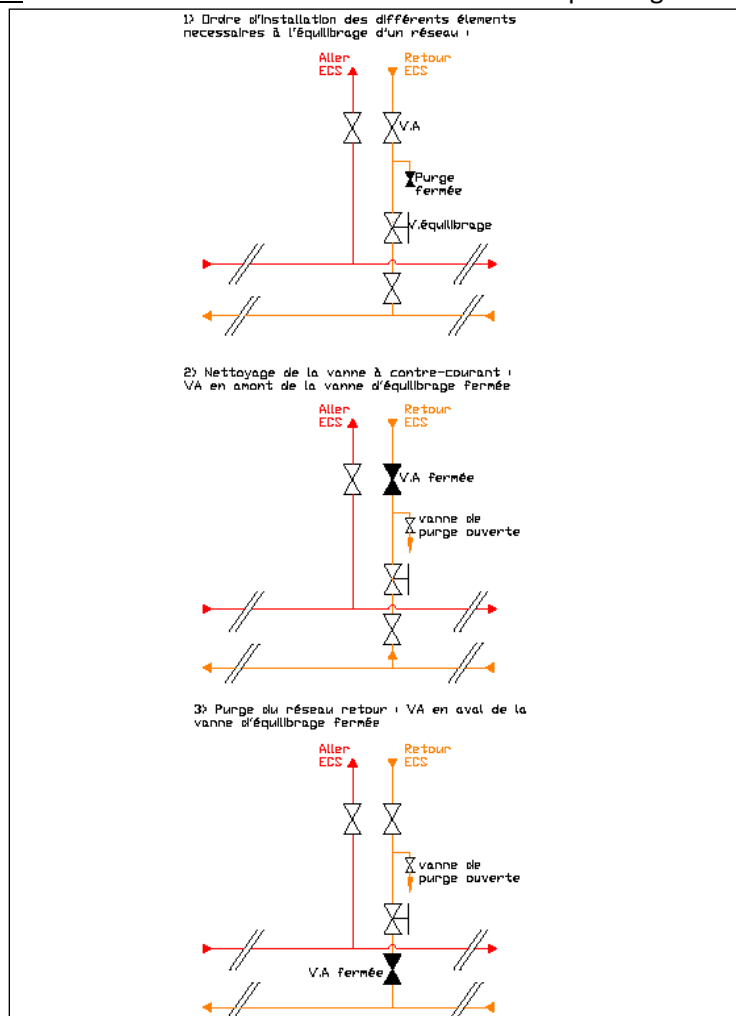 1) Ordre d'installation des différents élements
necessaires à l'équilibrage d'un réseau :
Aller
ECS
Retour
ECS
V.A
Purge
fermée
V.équilibrage
2) Nettoyage de la vanne à contre-courant :
VA en amont de la vanne d'équilibrage fermée
Aller
ECS
Retour
ECS
V.A fermée
vanne de
purge ouverte
3) Purge du réseau retour : VA en aval de la
vanne d'équilibrage fermée
Aller
ECS
Retour
ECS
vanne de
purge ouverte
V.A fermée